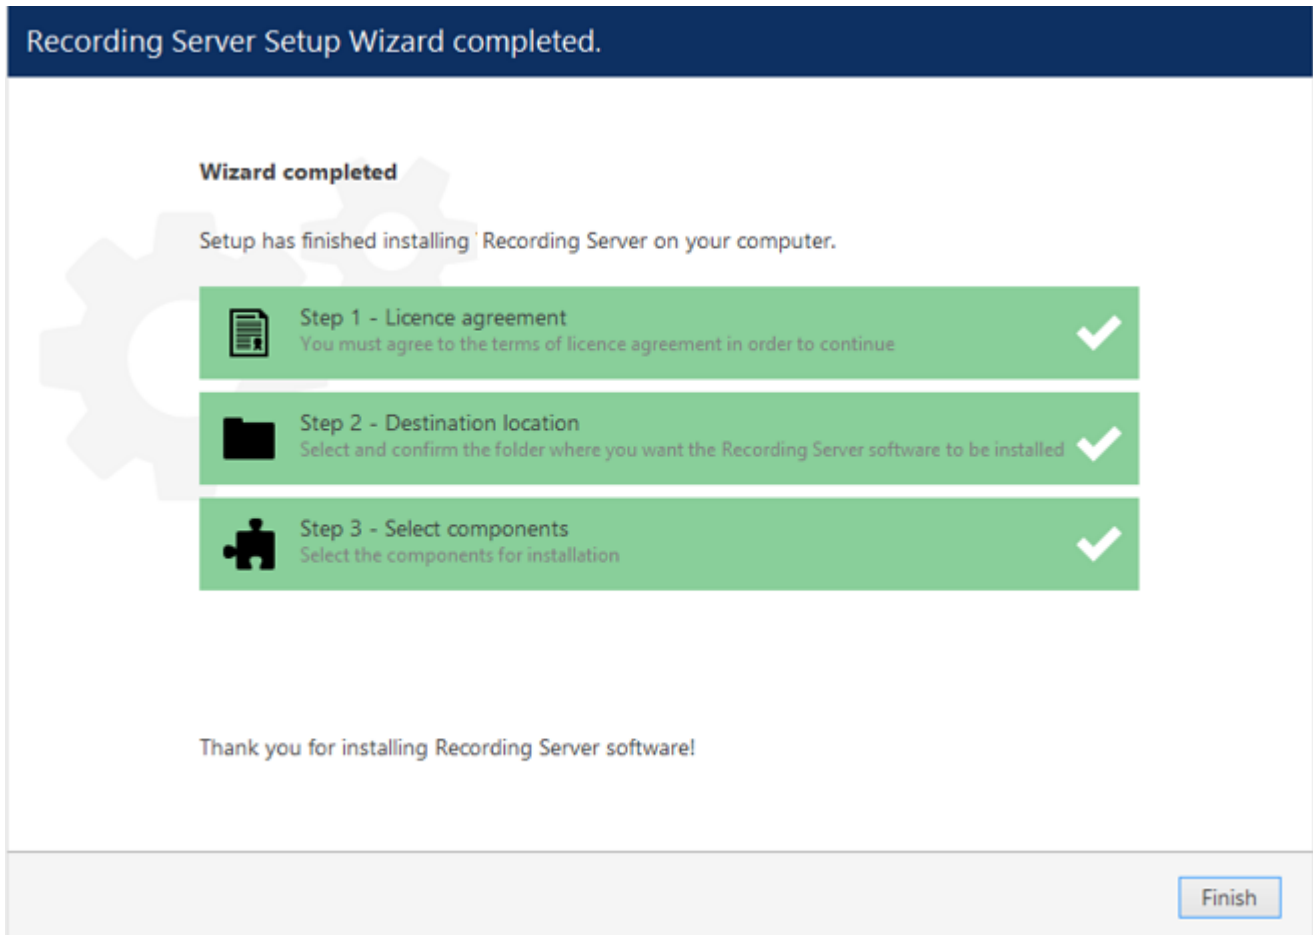 Recording Server Setup Wizard completed.
Wizard completed
Setup has finished installing ' Recording Server on your computer.
Step 1 - Licence agreement
You must agree to the terms of licence agreement in order to continue
Step 2 - Destination location
Select and confirm the folder where you want the Recording Server software to be installed
Step 3 - Select components
Select the components for installation
Thank you for installing Recording Server software!
Finish